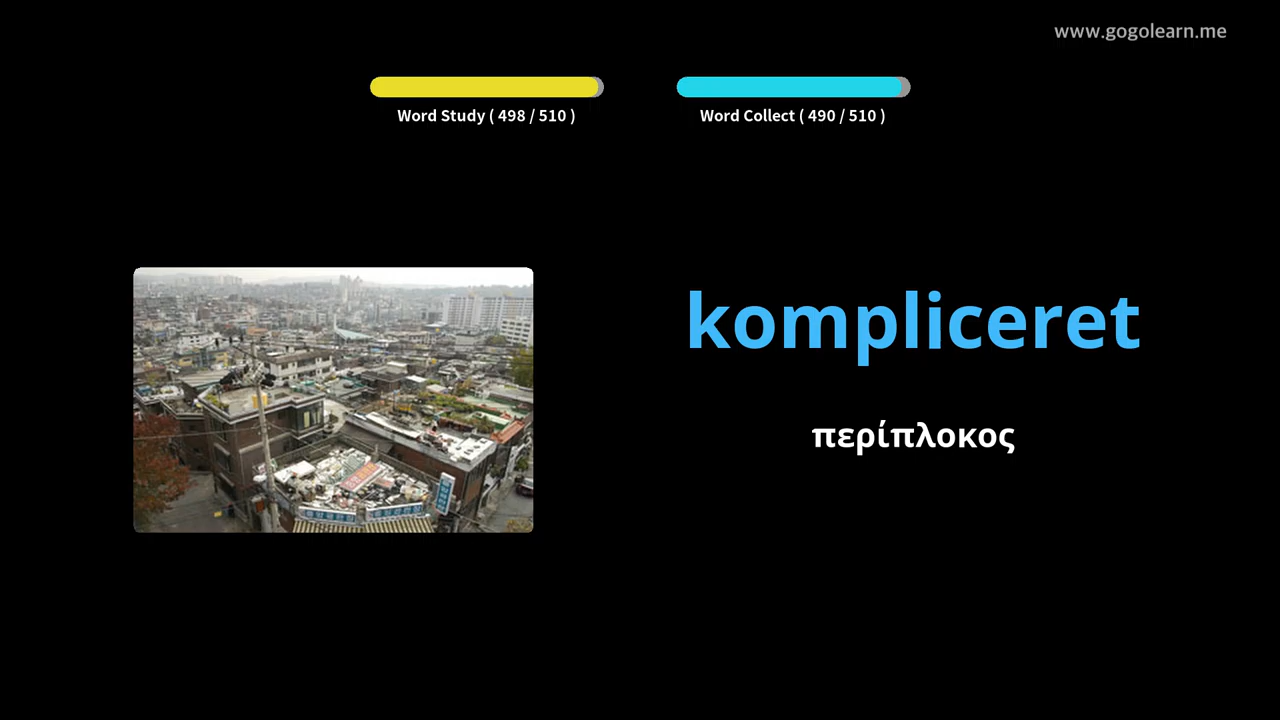 www.gogolearn.me
Word Study ( 498 / 510 )
Word Collect ( 490 / 510 )
kompliceret
περίπλοκος